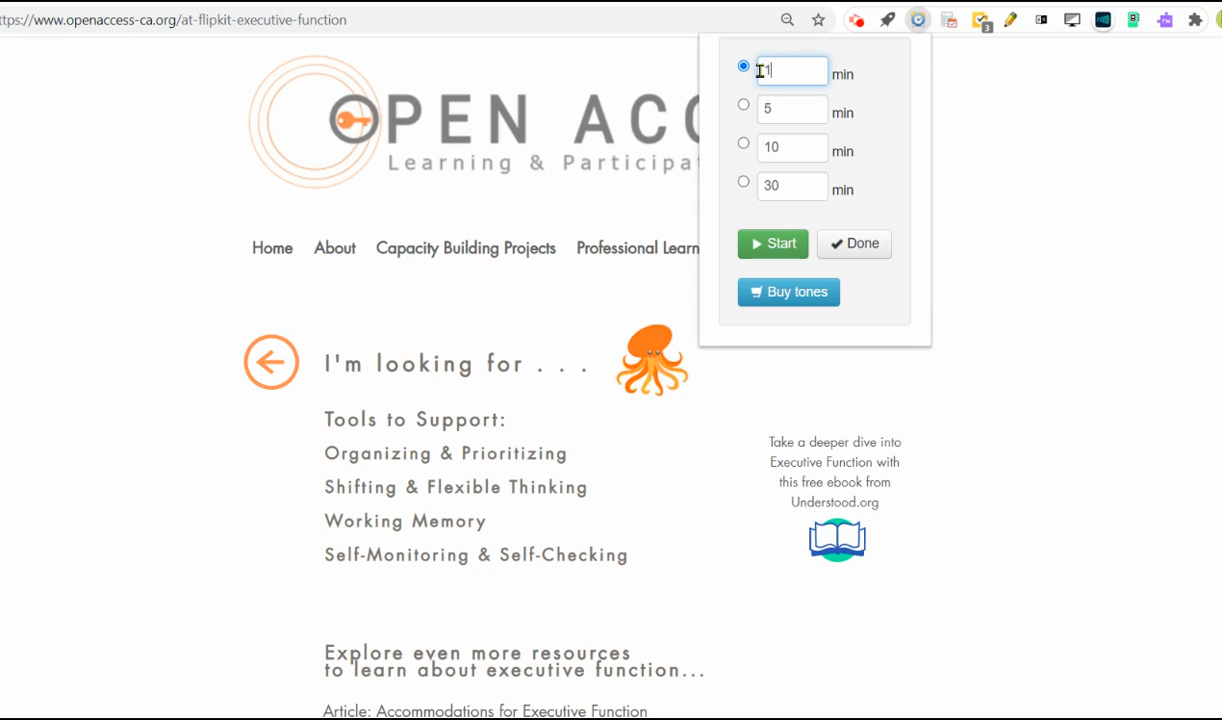 ttps://www.openaccess-ca.org/at-flipkit-executive-function
3
1 min
5 min
10 min
30 min
Start Done
Buy tones
OPEN ACC
Learning & Participat
Home About Capacity Building Projects Professional Learn
I'm looking for . . .
Tools to Support:
Organizing & Prioritizing
Shifting & Flexible Thinking
Working Memory
Self-Monitoring & Self-Checking
Take a deeper dive into
Executive Function with
this free ebook from
Understood.org
Explore even more resources
to learn about executive function...
Article: Accommodations for Executive Function